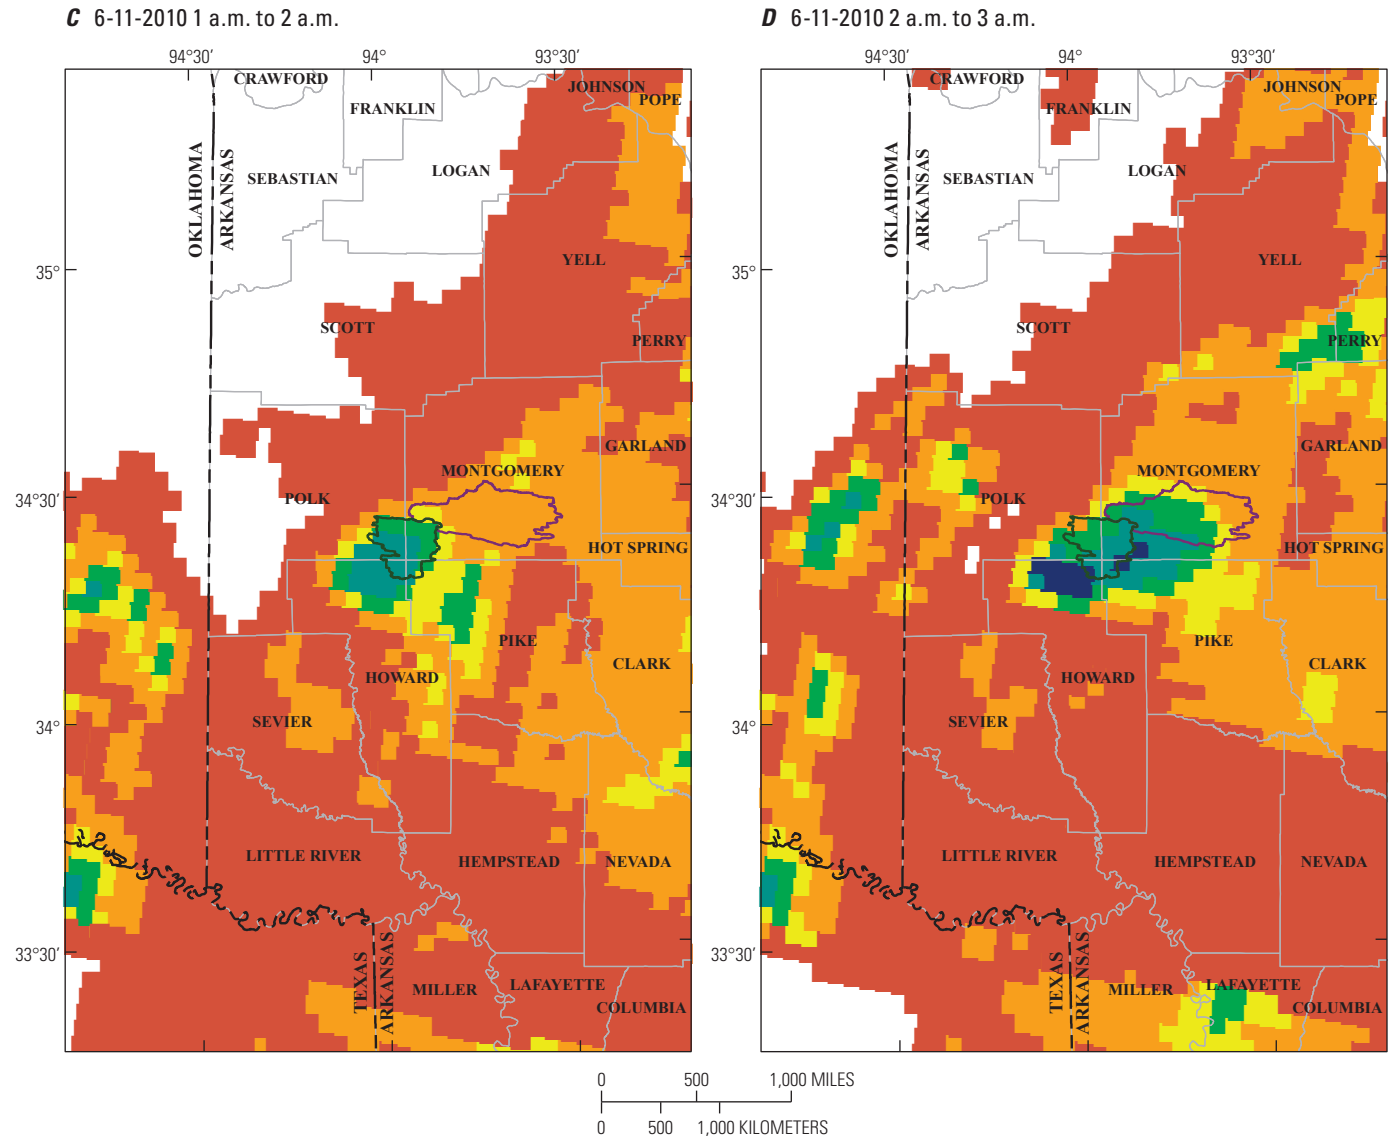 C 6-11-2010 1 a.m. to 2 a.m.
94°30′ 94° 93°30′
CRAWFORD
JOHNSON
POPE
FRANKLIN
LOGAN
SEBASTIAN
OKLAHOMA
ARKANSAS
YELL
35°
SCOTT
PERRY
GARLAND
MONTGOMERY
34°30′
POLK
HOT SPRING
PIKE
CLARK
HOWARD
SEVIER
34°
LITTLE RIVER
HEMPSTEAD
NEVADA
33°30′
TEXAS
ARKANSAS
MILLER
LAFAYETTE
COLUMBIA
D 6-11-2010 2 a.m. to 3 a.m.
94°30′ 94° 93°30′
CRAWFORD
JOHNSON
POPE
FRANKLIN
LOGAN
SEBASTIAN
OKLAHOMA
ARKANSAS
YELL
35°
SCOTT
PERRY
GARLAND
MONTGOMERY
34°30′
POLK
HOT SPRING
PIKE
CLARK
HOWARD
SEVIER
34°
LITTLE RIVER
HEMPSTEAD
NEVADA
33°30′
TEXAS
ARKANSAS
MILLER
LAFAYETTE
COLUMBIA
0 500 1,000 MILES
0 500 1,000 KILOMETERS